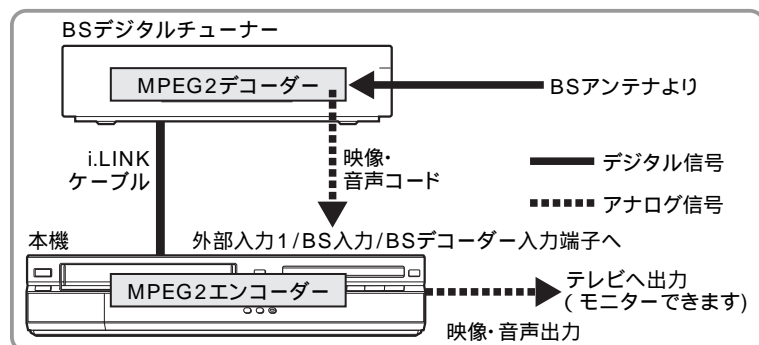 BSデジタルチューナー
MPEG2デコーダー
BSアンテナより
i.LINK
ケーブル
映像・
音声コード
デジタル信号
アナログ信号
本機
外部入力1/BS入力/BSデコーダー入力端子へ
MPEG2エンコーダー
テレビへ出力
(モニターできます)
映像・音声出力